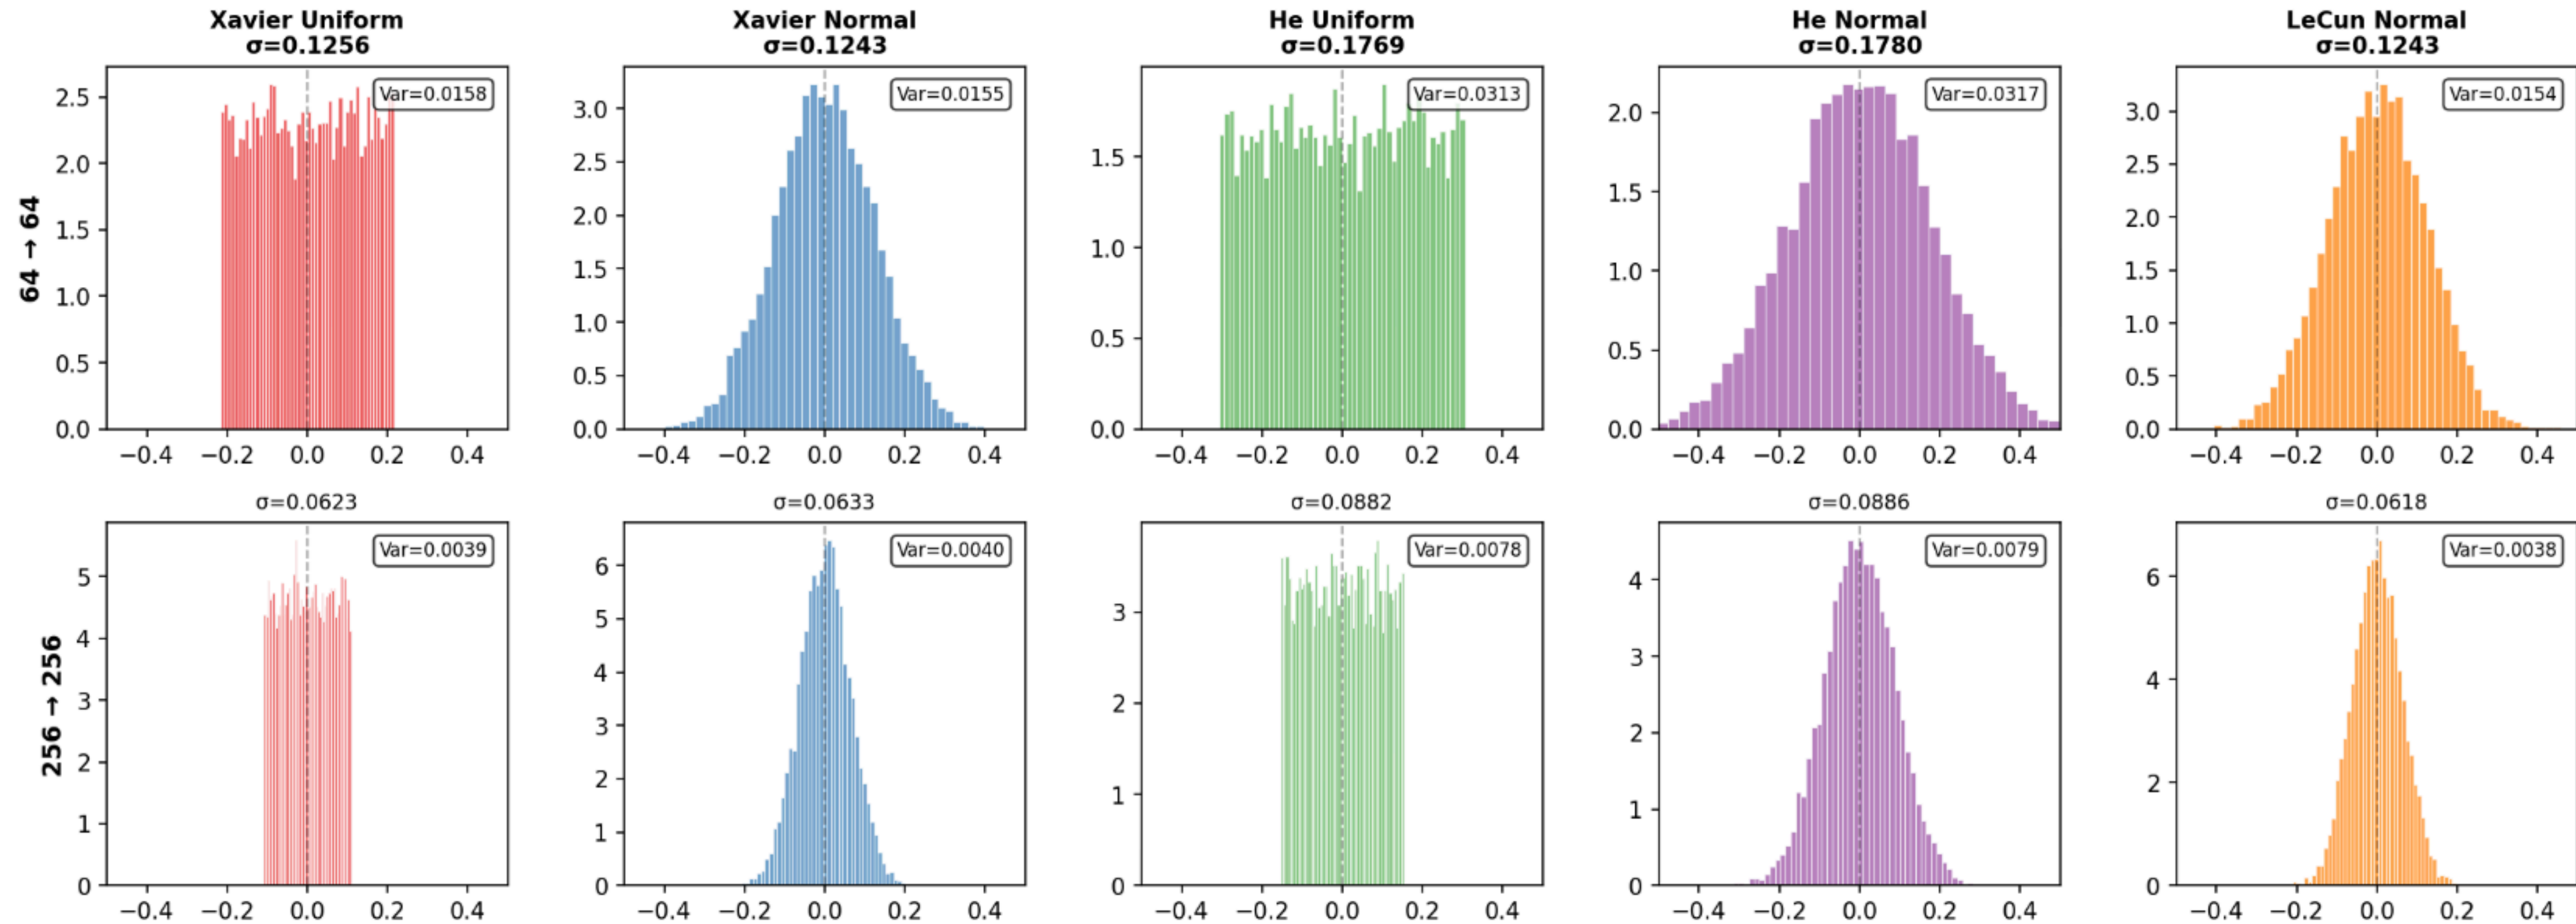 Xavier Uniform
σ=0.1256
Xavier Normal
σ=0.1243
He Uniform
σ=0.1769
He Normal
σ=0.1780
LeCun Normal
σ=0.1243
64 → 64
2.5
2.0
1.5
1.0
0.5
0.0
Var=0.0158
−0.4 −0.2 0.0 0.2 0.4
3.0
2.5
2.0
1.5
1.0
0.5
0.0
Var=0.0155
−0.4 −0.2 0.0 0.2 0.4
1.5
1.0
0.5
0.0
Var=0.0313
−0.4 −0.2 0.0 0.2 0.4
2.0
1.5
1.0
0.5
0.0
Var=0.0317
−0.4 −0.2 0.0 0.2 0.4
3.0
2.5
2.0
1.5
1.0
0.5
0.0
Var=0.0154
−0.4 −0.2 0.0 0.2 0.4
256 → 256
σ=0.0623
5
4
3
2
1
0
Var=0.0039
−0.4 −0.2 0.0 0.2 0.4
σ=0.0633
6
5
4
3
2
1
0
Var=0.0040
−0.4 −0.2 0.0 0.2 0.4
σ=0.0882
3
2
1
0
Var=0.0078
−0.4 −0.2 0.0 0.2 0.4
σ=0.0886
4
3
2
1
0
Var=0.0079
−0.4 −0.2 0.0 0.2 0.4
σ=0.0618
6
4
2
0
Var=0.0038
−0.4 −0.2 0.0 0.2 0.4